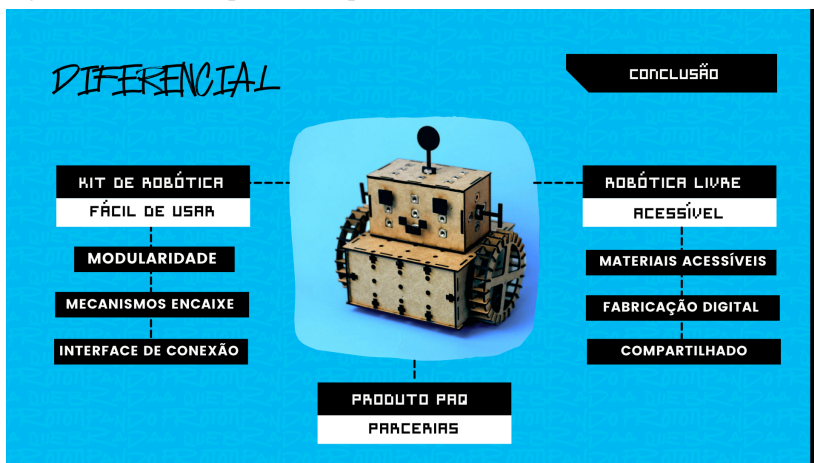 DIFERENCIAL
CONCLUSÃO
KIT DE ROBÓTICA
FÁCIL DE USAR
MODULARIDADE
MECANISMOS ENCAIXE
INTERFACE DE CONEXÃO
ROBÓTICA LIVRE
ACESSÍVEL
MATERIAIS ACESSÍVEIS
FABRICAÇÃO DIGITAL
COMPARTILHADO
PRODUTO PAQ
PARCERIAS